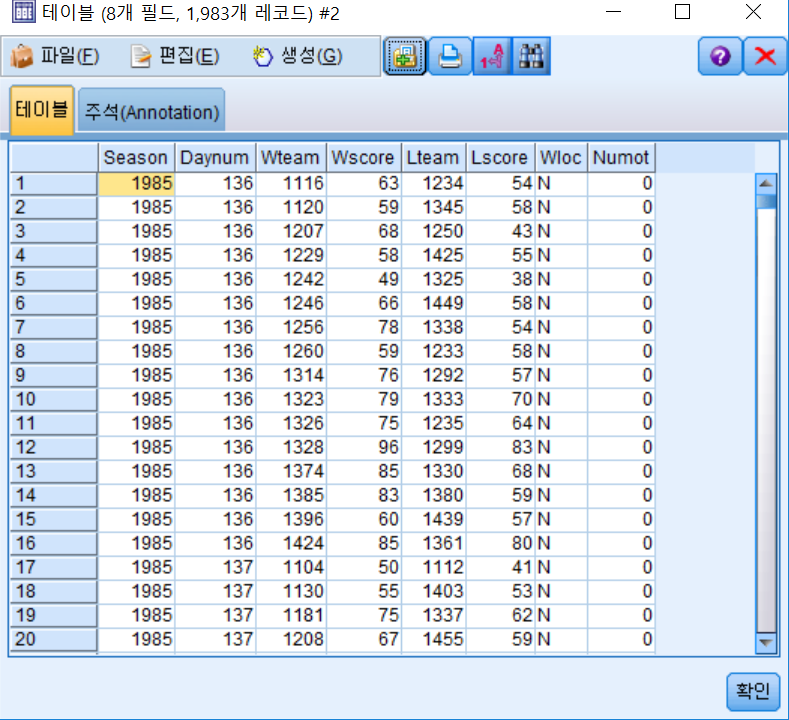 테이블 (8개 필드, 1,983개 레코드) #2
파일(F) 편집(E) 생성(G)
테이블 주석(Annotation)
Season Daynum Wteam Wscore Lteam Lscore Wloc Numot
1 1985 136 1116 63 1234 54 N 0
2 1985 136 1120 59 1345 58 N 0
3 1985 136 1207 68 1250 43 N 0
4 1985 136 1229 58 1425 55 N 0
5 1985 136 1242 49 1325 38 N 0
6 1985 136 1246 66 1449 58 N 0
7 1985 136 1256 78 1338 54 N 0
8 1985 136 1260 59 1233 58 N 0
9 1985 136 1314 76 1292 57 N 0
10 1985 136 1323 79 1333 70 N 0
11 1985 136 1326 75 1235 64 N 0
12 1985 136 1328 96 1299 83 N 0
13 1985 136 1374 85 1330 68 N 0
14 1985 136 1385 83 1380 59 N 0
15 1985 136 1396 60 1439 57 N 0
16 1985 136 1424 85 1361 80 N 0
17 1985 137 1104 50 1112 41 N 0
18 1985 137 1130 55 1403 53 N 0
19 1985 137 1181 75 1337 62 N 0
20 1985 137 1208 67 1455 59 N 0
확인